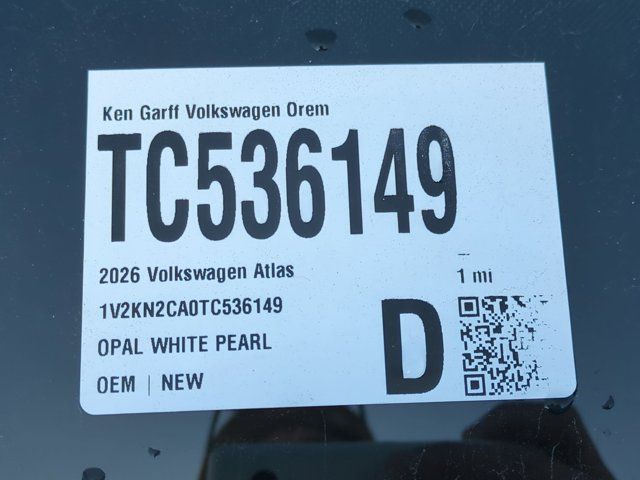 Ken Garff Volkswagen Orem
TC536149
2026 Volkswagen Atlas
1 mi
1V2KN2CA0TC536149
OPAL WHITE PEARL
OEM | NEW
D